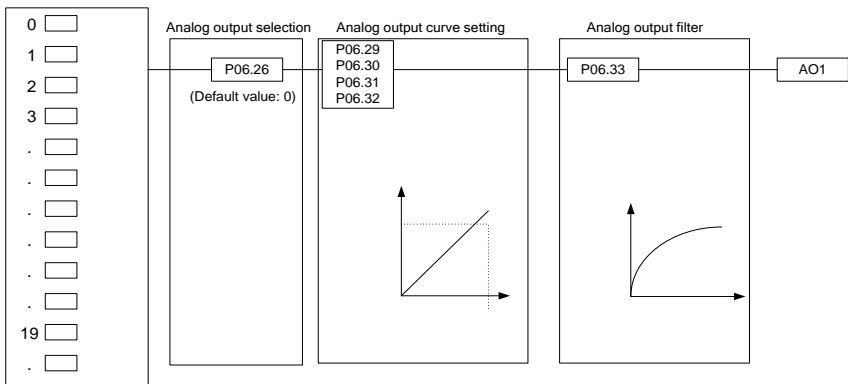 0
1
2
3
.
.
.
.
.
.
19
.
Analog output selection
P06.26
(Default value: 0)
Analog output curve setting
P06.29
P06.30
P06.31
P06.32
Analog output filter
P06.33
AO1